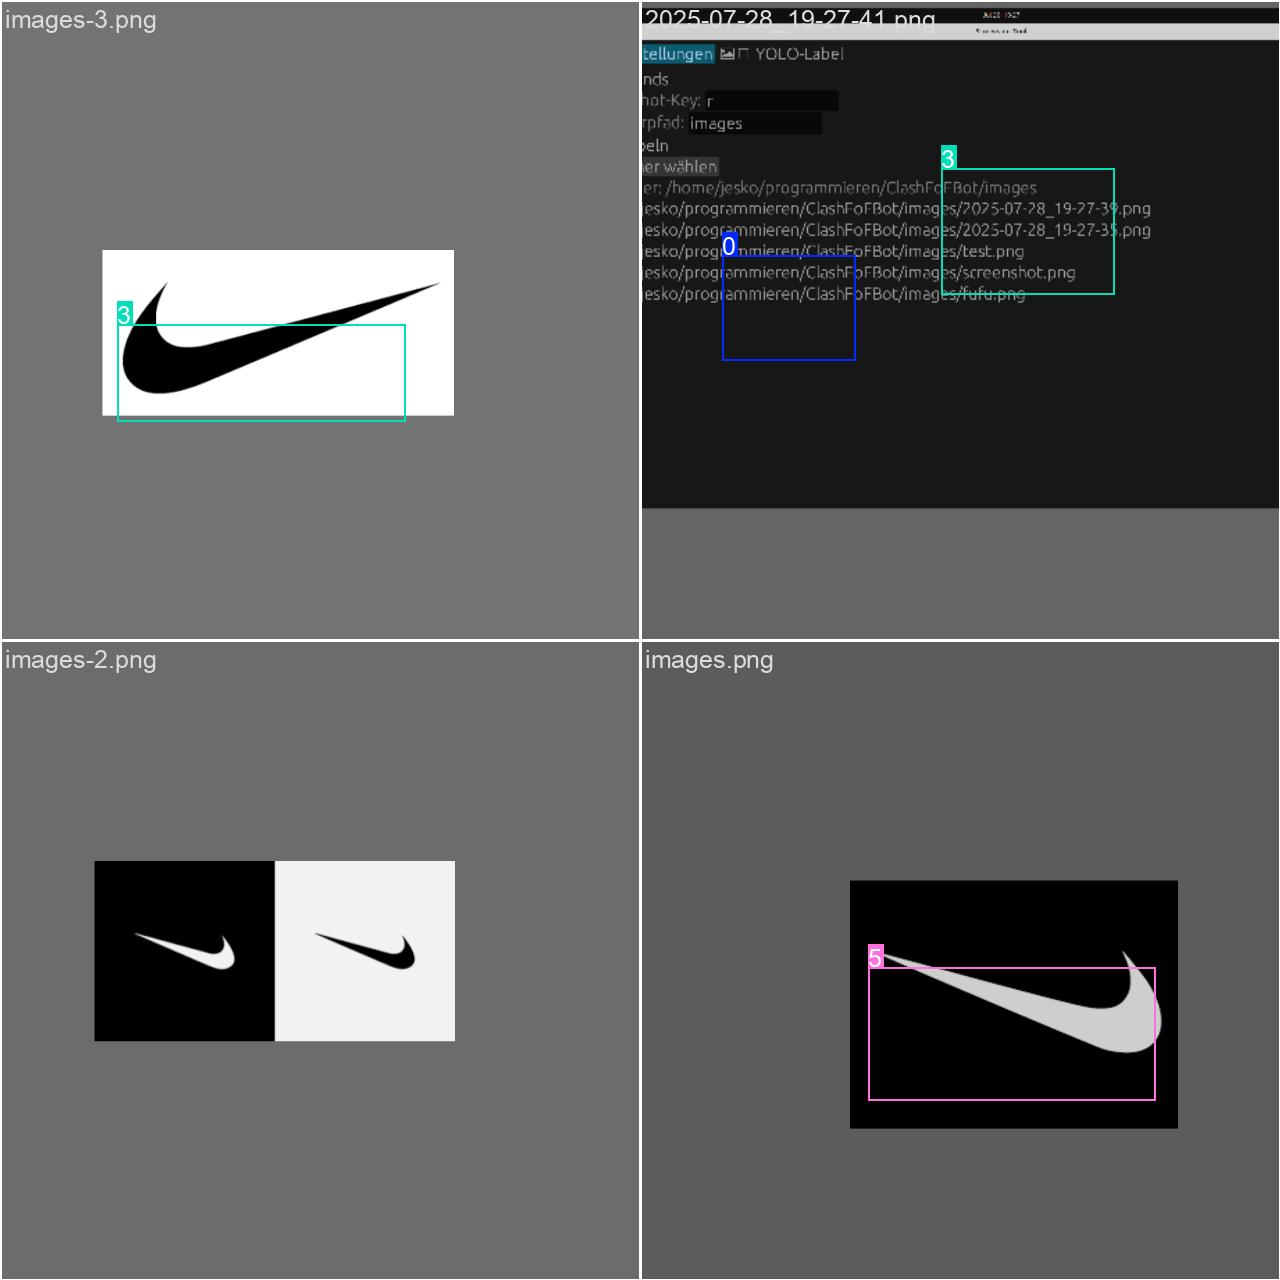 images-3.png
2025-07-28_19-27-41.png
tellungen YOLO-Label
nds
hot-Key: r
rpfad: images
beln
er wählen
er: /home/jesko/programmieren/ClashFoFBot/images
jesko/programmieren/ClashFoFBot/images/2025-07-28_19-27-39.png
jesko/programmieren/ClashFoFBot/images/2025-07-28_19-27-35.png
jesko/programmieren/ClashFoFBot/images/test.png
jesko/programmieren/ClashFoFBot/images/screenshot.png
jesko/programmieren/ClashFoFBot/images/fufu.png
3
0
3
images-2.png
images.png
5